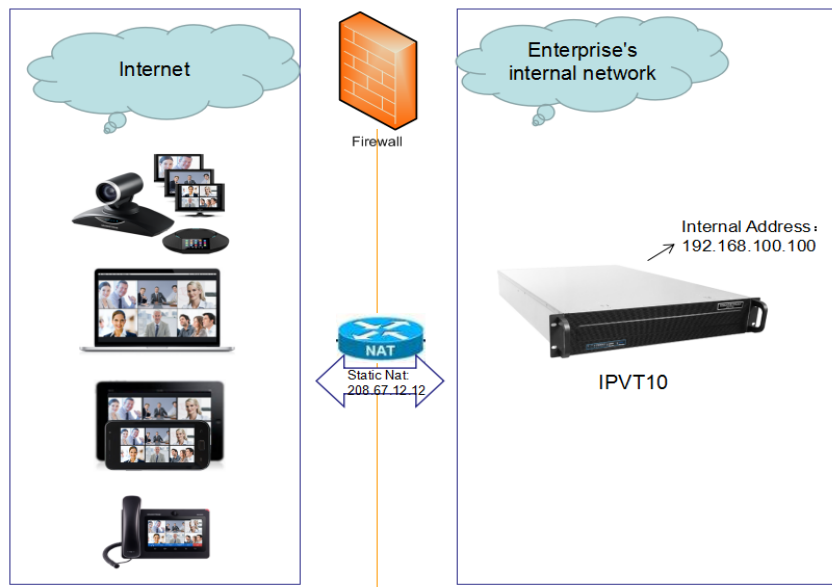 Internet
Firewall
Enterprise's
internal network
Internal Address：
192.168.100.100
NAT
Static Nat:
208.67.12.12
IPVT10